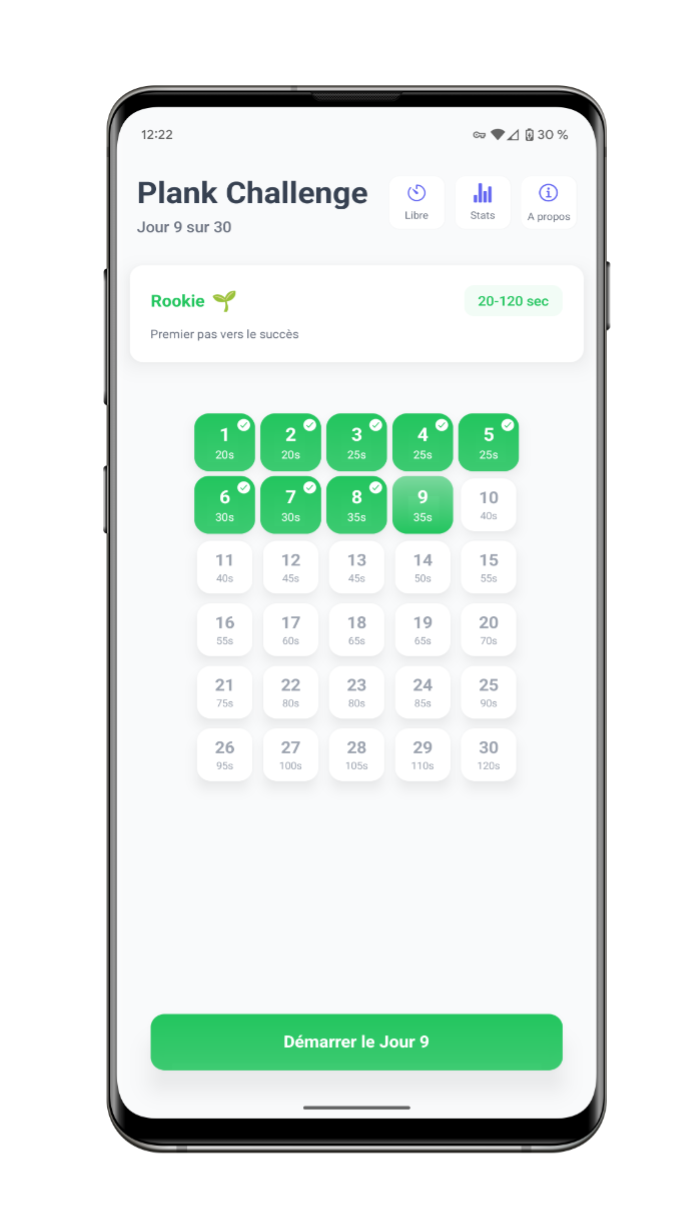 12:22 30 %
Plank Challenge
Jour 9 sur 30
Libre Stats A propos
Rookie 🌱 20-120 sec
Premier pas vers le succès
1 2 3 4 5
20s 20s 25s 25s 25s
6 7 8 9 10
30s 30s 35s 35s 40s
11 12 13 14 15
40s 45s 45s 50s 55s
16 17 18 19 20
55s 60s 65s 65s 70s
21 22 23 24 25
75s 80s 80s 85s 90s
26 27 28 29 30
95s 100s 105s 110s 120s
Démarrer le Jour 9